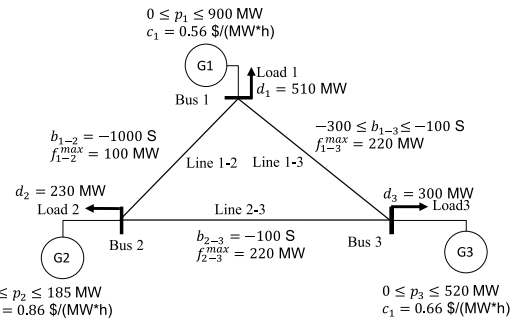 0 ≤ p₁ ≤ 900 MW
c₁ = 0.56 $/(MW*h)
G1
Load 1
d₁ = 510 MW
Bus 1
b₁₋₂ = −1000 S
f₁₋₂ᵐᵃˣ = 100 MW
−300 ≤ b₁₋₃ ≤ −100 S
f₁₋₃ᵐᵃˣ = 220 MW
Line 1-2
Line 1-3
d₂ = 230 MW
Load 2
d₃ = 300 MW
Load3
Line 2-3
Bus 2
b₂₋₃ = −100 S
f₂₋₃ᵐᵃˣ = 220 MW
Bus 3
G2
G3
≤ p₂ ≤ 185 MW
= 0.86 $/(MW*h)
0 ≤ p₃ ≤ 520 MW
c₁ = 0.66 $/(MW*h)